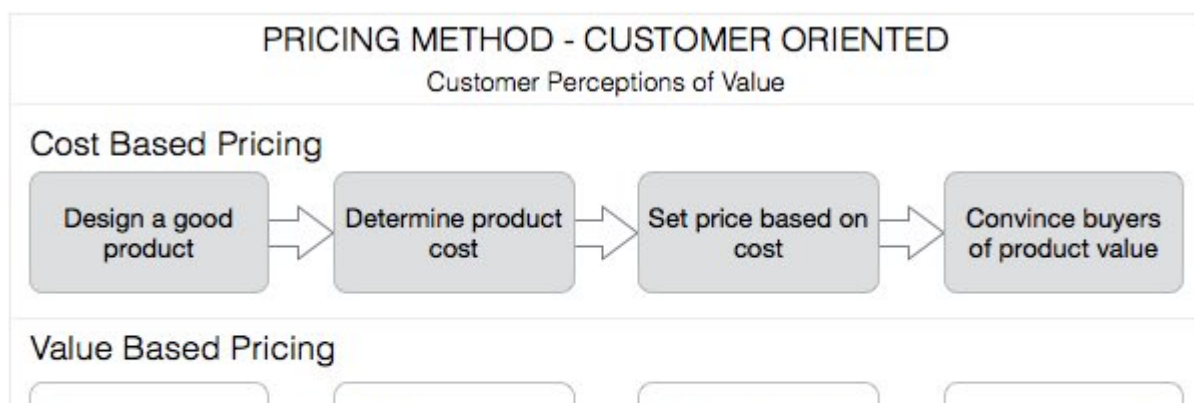 PRICING METHOD - CUSTOMER ORIENTED
Customer Perceptions of Value
Cost Based Pricing
Design a good
product
Determine product
cost
Set price based on
cost
Convince buyers
of product value
Value Based Pricing